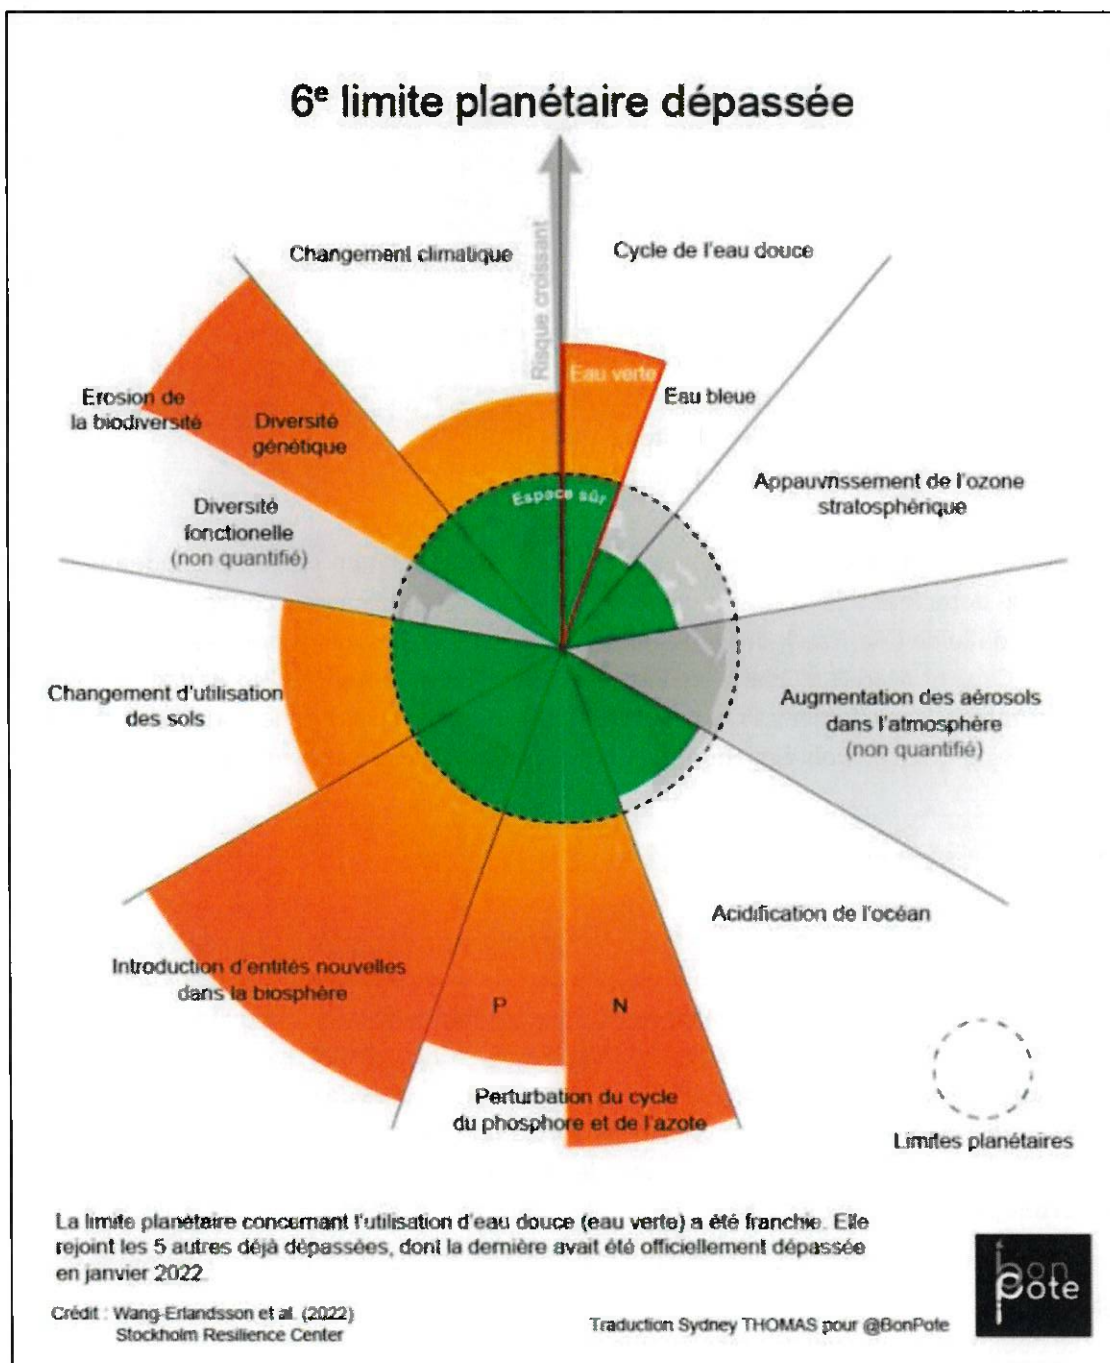 6e limite planétaire dépassée
Risque croissant
Changement climatique
Cycle de l'eau douce
Eau verte
Eau bleue
Erosion de
la biodiversité
Diversité
génétique
Espace sûr
Appauvrissement de l'ozone
stratosphérique
Diversité
fonctionelle
(non quantifié)
Changement d'utilisation
des sols
Augmentation des aérosols
dans l'atmosphère
(non quantifié)
Acidification de l'océan
Introduction d'entités nouvelles
dans la biosphère
P
N
Perturbation du cycle
du phosphore et de l'azote
Limites planétaires
La limite planétaire concernant l'utilisation d'eau douce (eau verte) a été franchie. Elle
rejoint les 5 autres déjà dépassées, dont la dernière avait été officiellement dépassée
en janvier 2022.
Crédit : Wang-Erlandsson et al. (2022)
Stockholm Resilience Center
Traduction Sydney THOMAS pour @BonPote
bon
pote